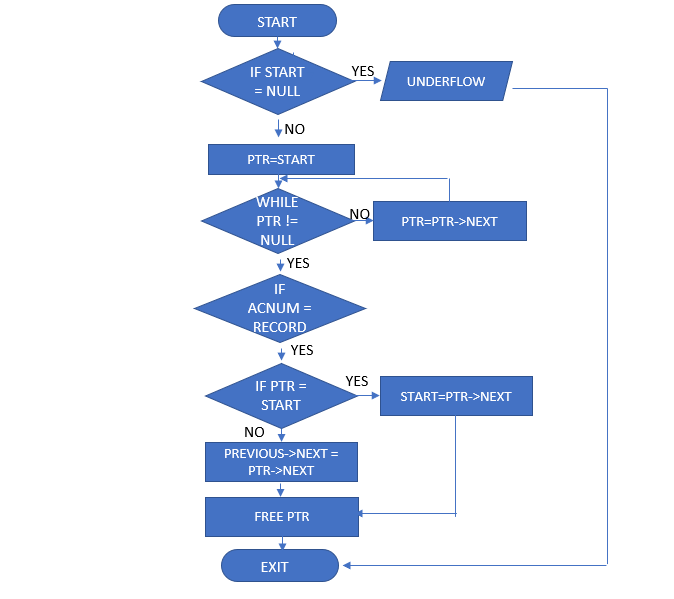 START
IF START
= NULL
YES
UNDERFLOW
NO
PTR=START
WHILE
PTR !=
NULL
NO
PTR=PTR->NEXT
YES
IF
ACNUM =
RECORD
YES
IF PTR =
START
YES
START=PTR->NEXT
NO
PREVIOUS->NEXT =
PTR->NEXT
FREE PTR
EXIT